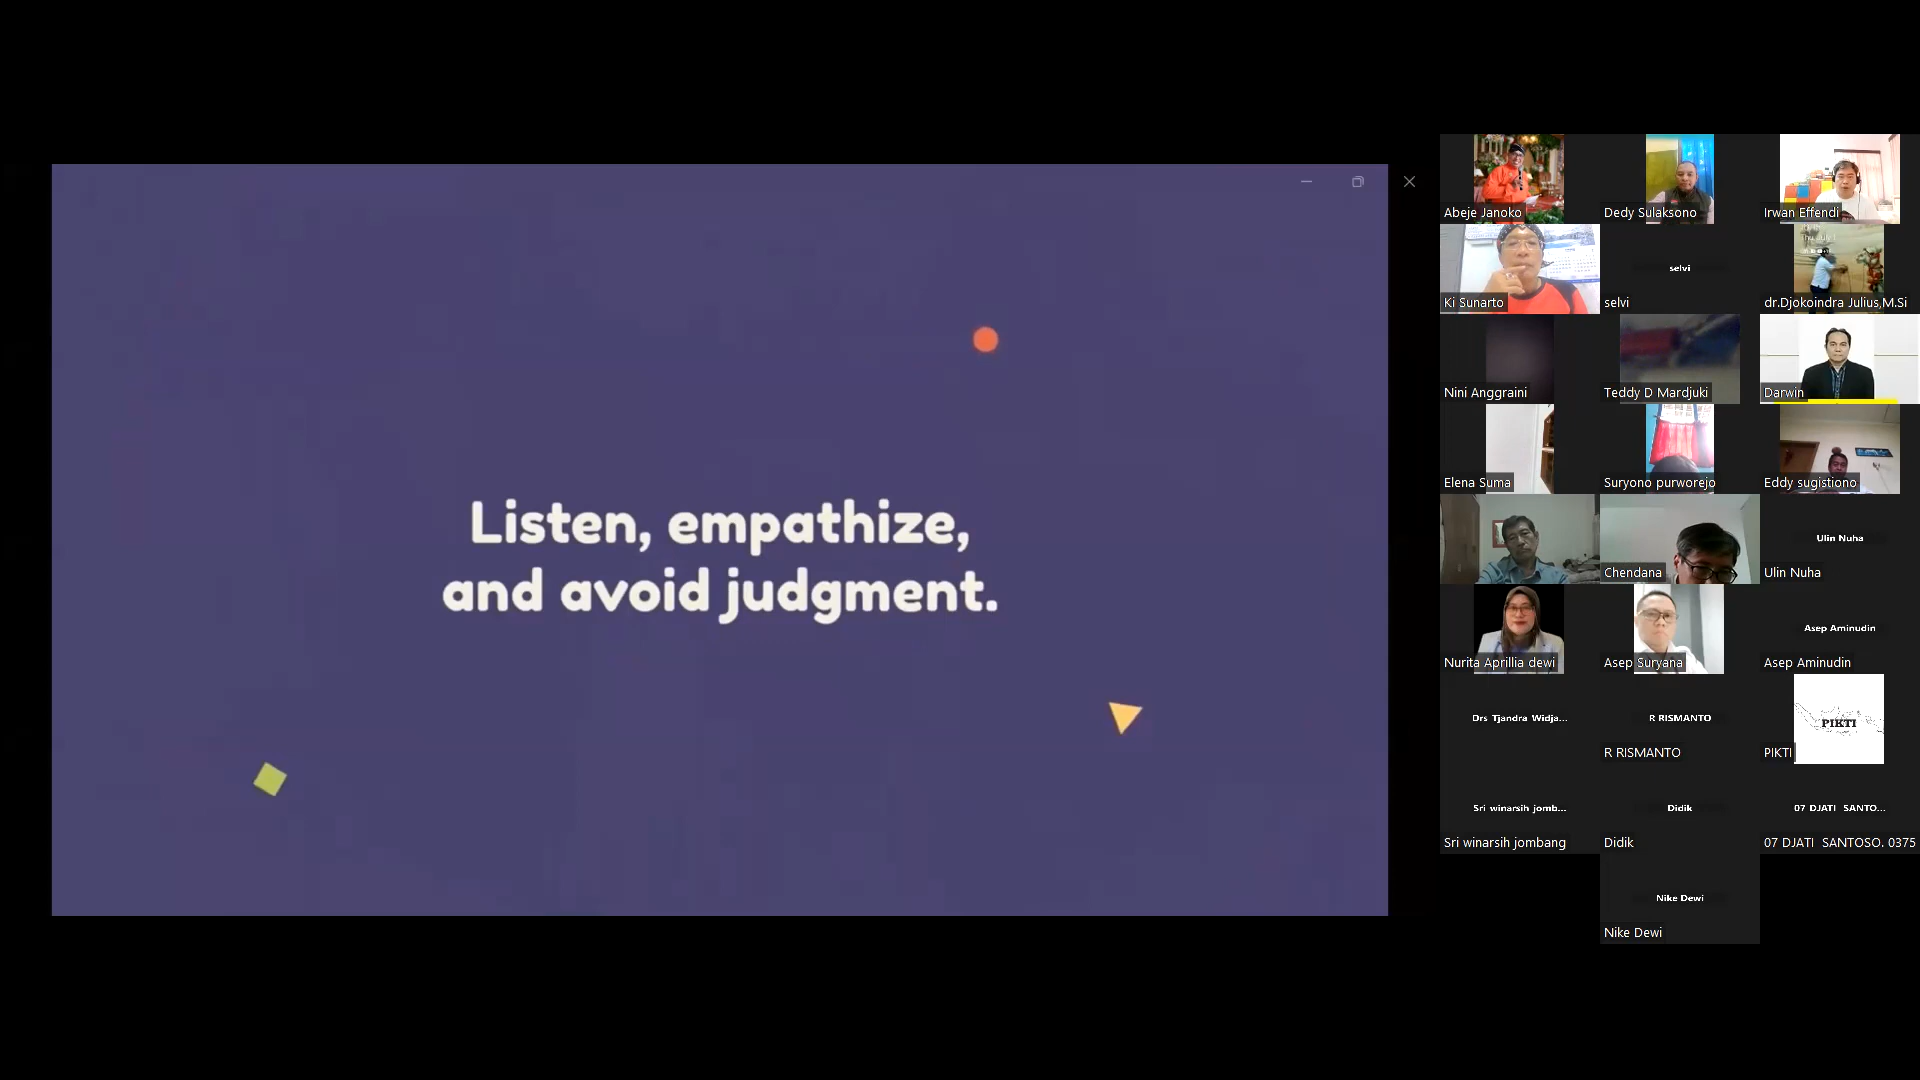 Listen, empathize,
and avoid judgment.
Abeje Janoko
Dedy Sulaksono
Irwan Effendi
Ki Sunarto
selvi
selvi
dr.Djokoindra Julius,M.Si
Nini Anggraini
Teddy D Mardjuki
Darwin
Elena Suma
Suryono purworejo
Eddy sugistiono
Chendana
Ulin Nuha
Ulin Nuha
Nurita Aprillia dewi
Asep Suryana
Asep Aminudin
Asep Aminudin
Drs Tjandra Widja...
R RISMANTO
R RISMANTO
PIKTI
PIKTI
Sri winarsih jomb...
Sri winarsih jombang
Didik
Didik
07 DJATI SANTO...
07 DJATI SANTOSO. 0375
Nike Dewi
Nike Dewi